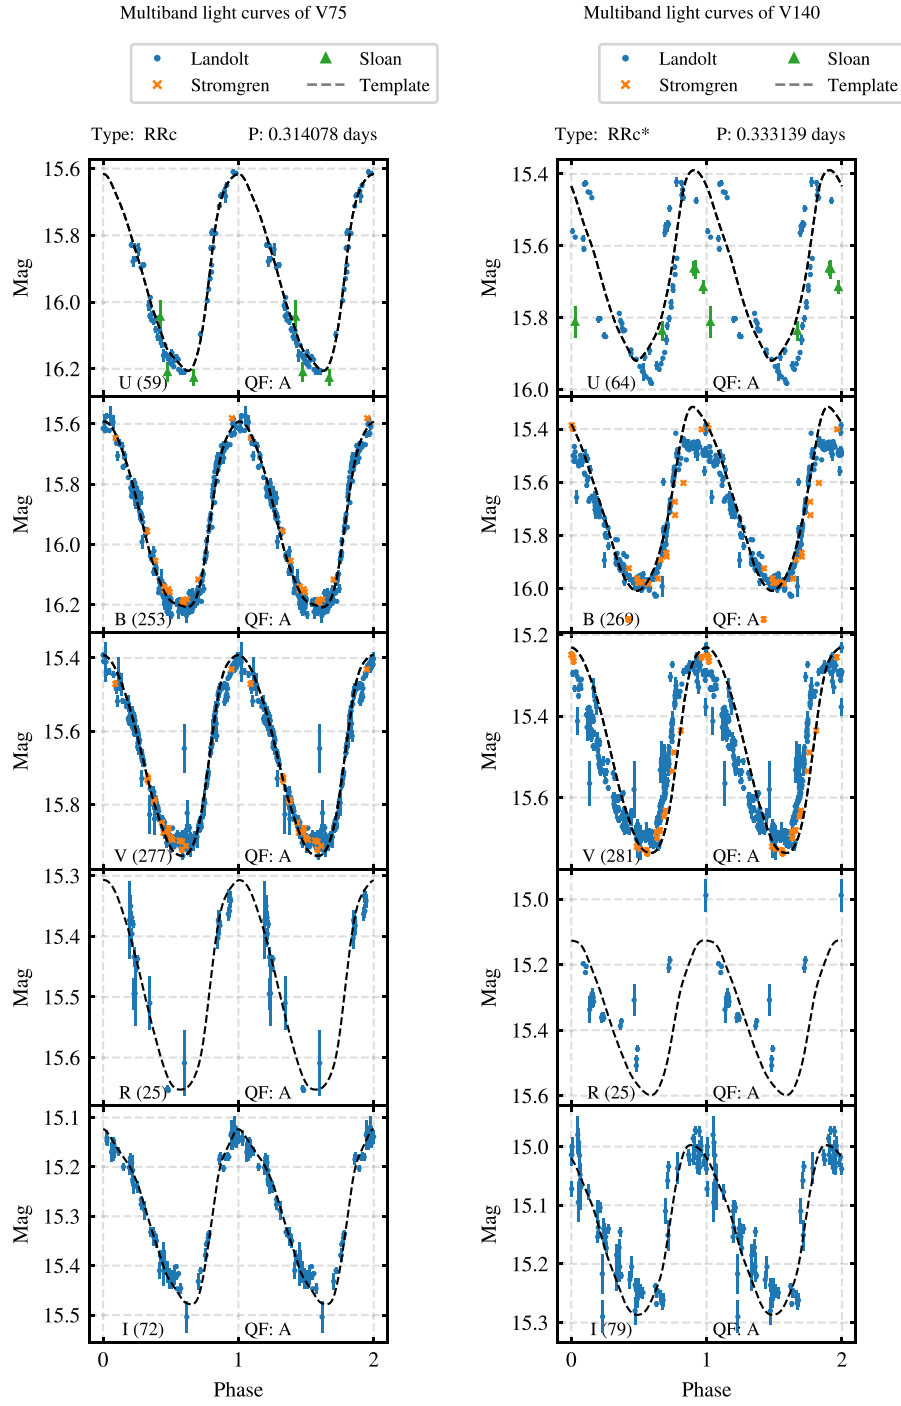 Multiband light curves of V75
Landolt
Stromgren
Sloan
Template
Type: RRc P: 0.314078 days
Mag
15.6
15.8
16.0
16.2
U (59) QF: A
Mag
15.6
15.8
16.0
16.2
B (253) QF: A
Mag
15.4
15.6
15.8
V (277) QF: A
Mag
15.3
15.4
15.5
15.6
R (25) QF: A
Mag
15.1
15.2
15.3
15.4
15.5
I (72) QF: A
0 1 2
Phase
Multiband light curves of V140
Landolt
Stromgren
Sloan
Template
Type: RRc* P: 0.333139 days
Mag
15.4
15.6
15.8
16.0
U (64) QF: A
Mag
15.4
15.6
15.8
16.0
B (269) QF: A
Mag
15.2
15.4
15.6
V (281) QF: A
Mag
15.0
15.2
15.4
15.6
R (25) QF: A
Mag
15.0
15.1
15.2
15.3
I (79) QF: A
0 1 2
Phase